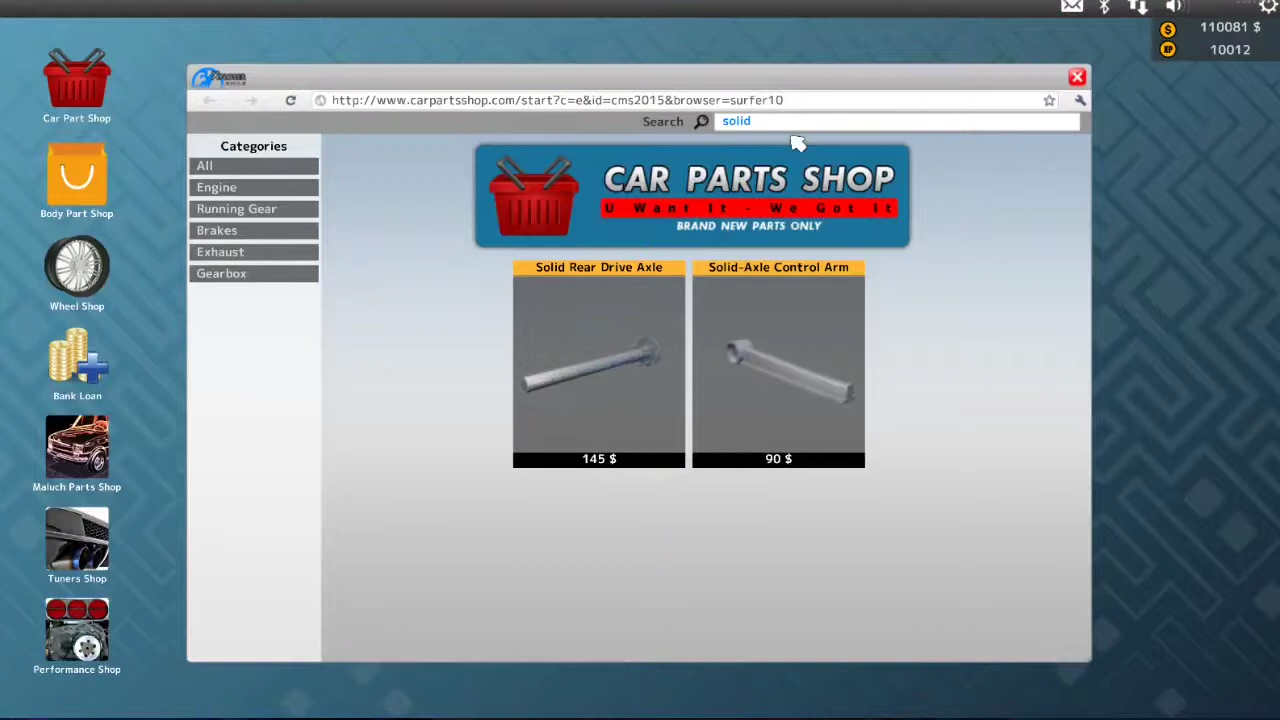 110081 $
10012
Car Part Shop
Body Part Shop
Wheel Shop
Bank Loan
Maluch Parts Shop
Tuners Shop
Performance Shop
http://www.carpartsshop.com/start?c=e&id=cms2015&browser=surfer10
Search solid
Categories
All
Engine
Running Gear
Brakes
Exhaust
Gearbox
CAR PARTS SHOP
U Want It - We Got It
BRAND NEW PARTS ONLY
Solid Rear Drive Axle
145 $
Solid-Axle Control Arm
90 $